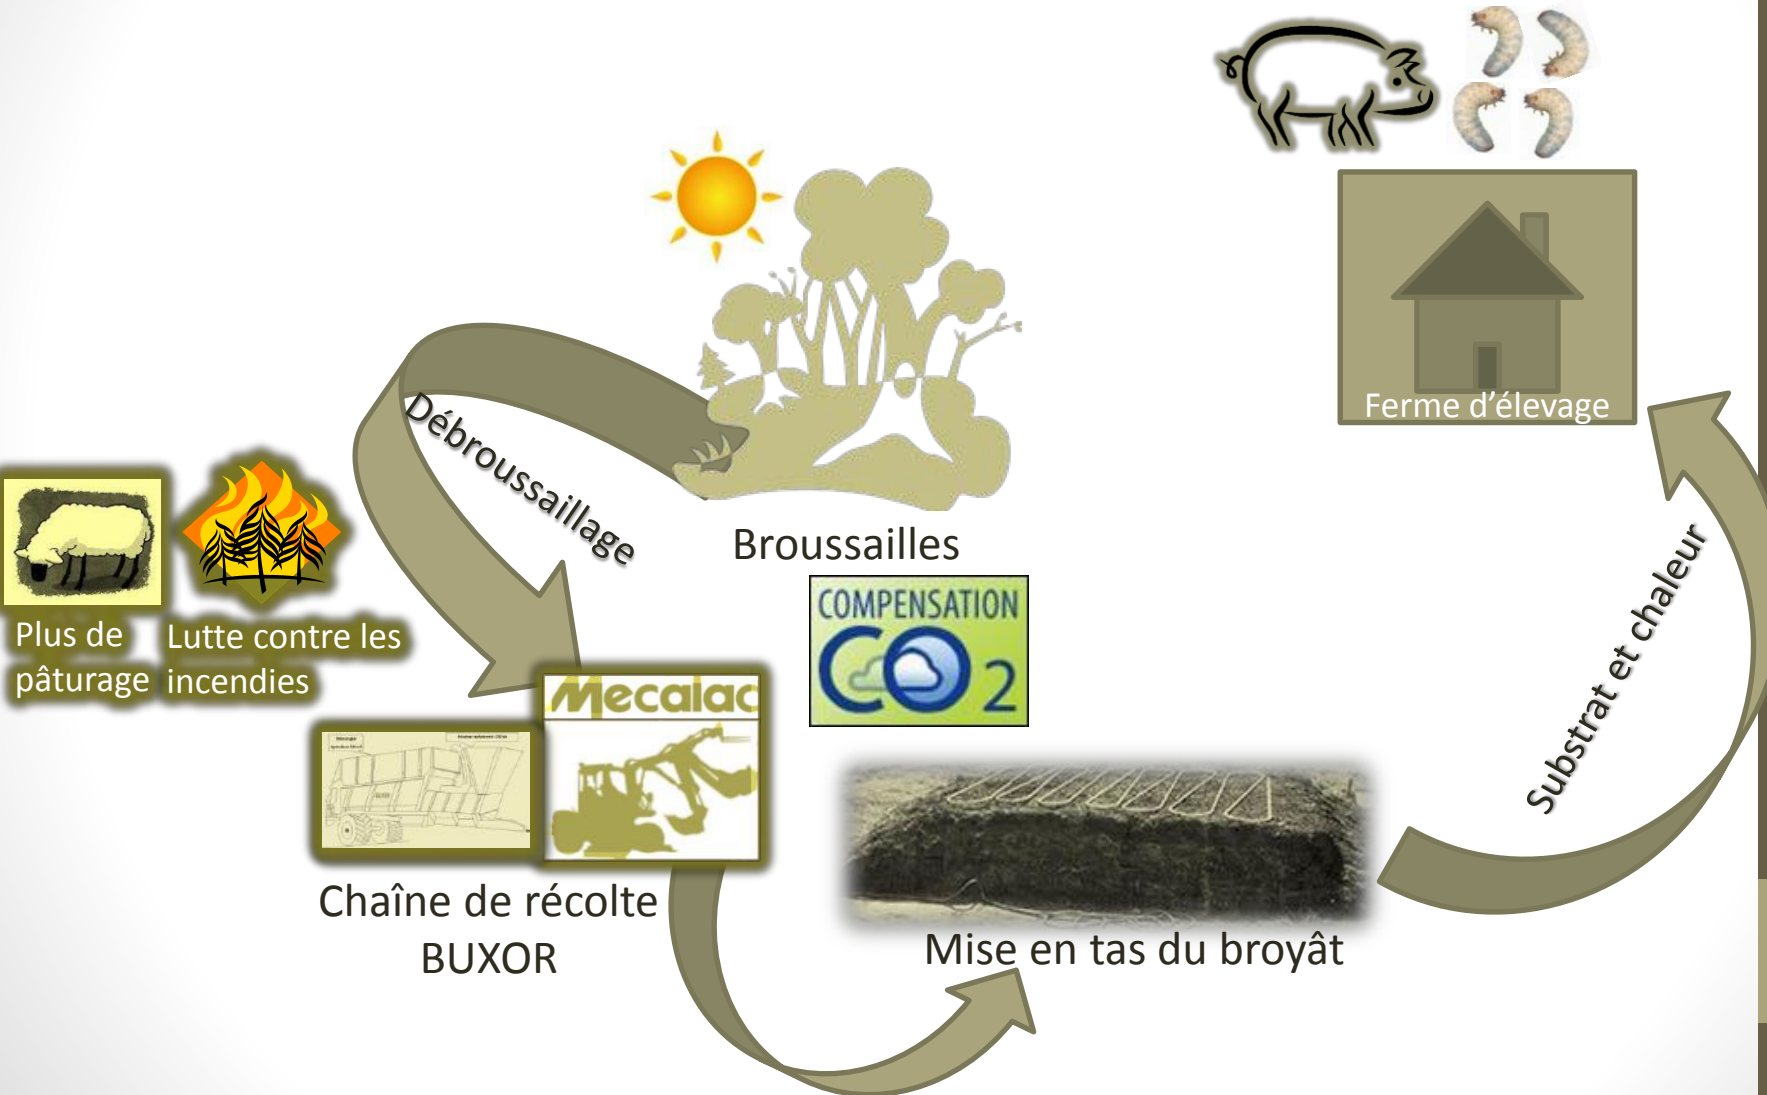 Ferme d'élevage
Débroussaillage
Broussailles
COMPENSATION
CO2
Plus de
pâturage
Lutte contre les
incendies
Mecalac
Substrat et chaleur
Chaîne de récolte
BUXOR
Mise en tas du broyât